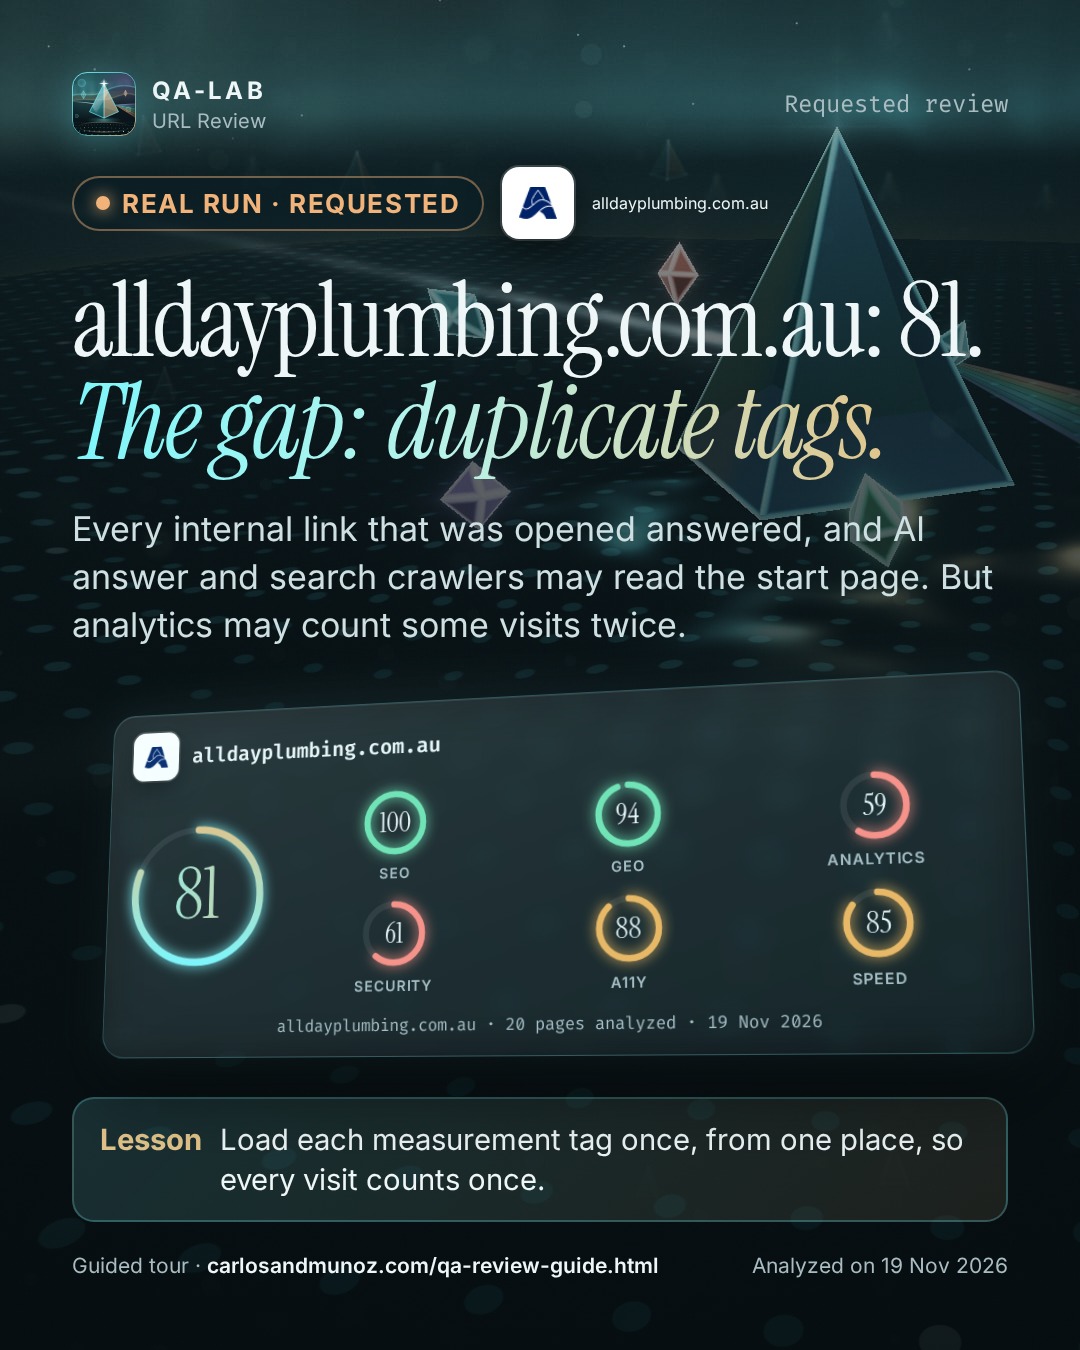 QA-LAB
URL Review
Requested review
REAL RUN · REQUESTED
alldayplumbing.com.au
alldayplumbing.com.au: 81.
The gap: duplicate tags.
Every internal link that was opened answered, and AI
answer and search crawlers may read the start page. But
analytics may count some visits twice.
alldayplumbing.com.au
81
100
SEO
94
GEO
59
ANALYTICS
61
SECURITY
88
A11Y
85
SPEED
alldayplumbing.com.au · 20 pages analyzed · 19 Nov 2026
Lesson Load each measurement tag once, from one place, so
every visit counts once.
Guided tour · carlosandmunoz.com/qa-review-guide.html
Analyzed on 19 Nov 2026